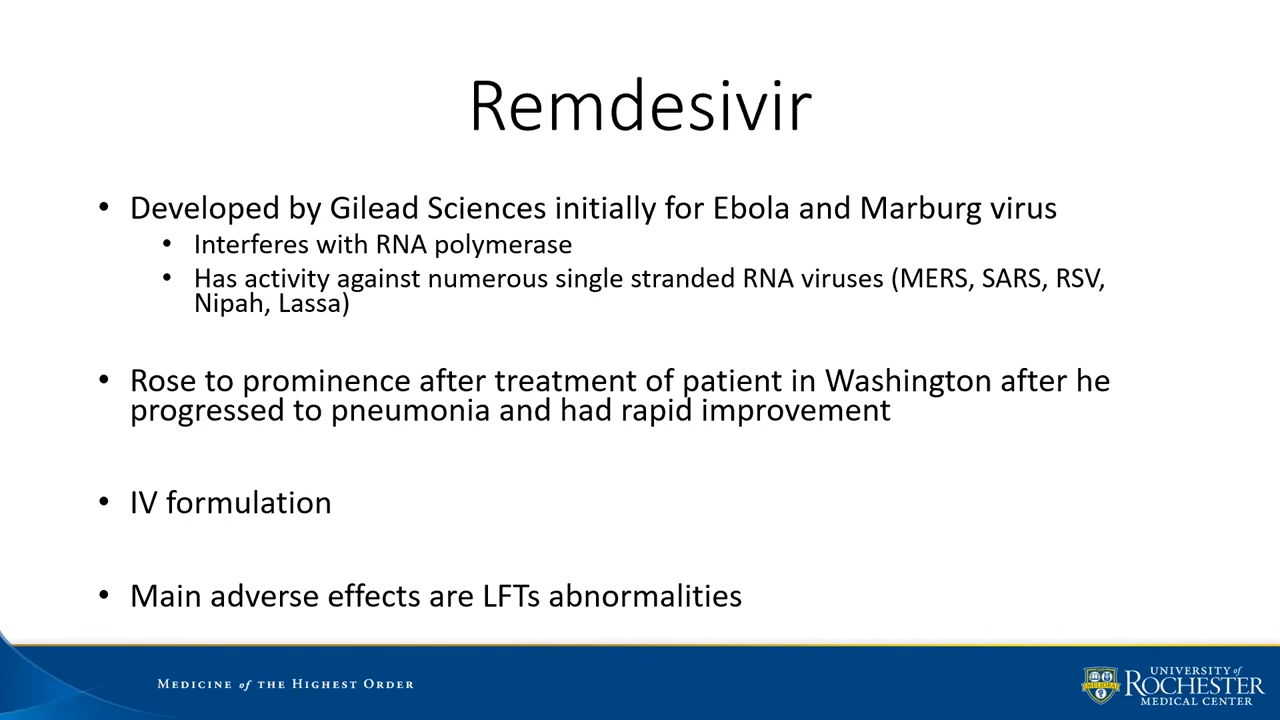 Remdesivir
• Developed by Gilead Sciences initially for Ebola and Marburg virus
• Interferes with RNA polymerase
• Has activity against numerous single stranded RNA viruses (MERS, SARS, RSV,
Nipah, Lassa)
• Rose to prominence after treatment of patient in Washington after he
progressed to pneumonia and had rapid improvement
• IV formulation
• Main adverse effects are LFTs abnormalities
MEDICINE of THE HIGHEST ORDER
MELIORA
UNIVERSITY of
ROCHESTER
MEDICAL CENTER